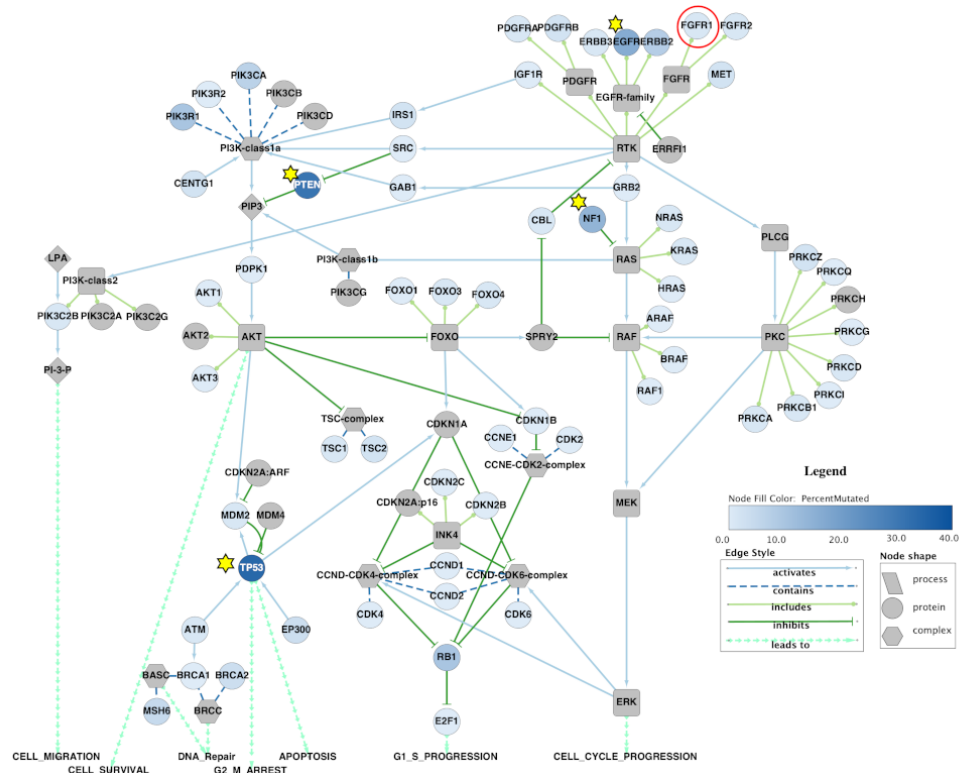 FGFR1
FGFR2
PDGFRA
PDGFRB
ERBB3
EGFR
ERBB2
PIK3CA
PIK3R2
PIK3CB
IGF1R
PDGFR
FGFR
MET
EGFR-family
PIK3R1
PIK3CD
IRS1
PI3K-class1a
SRC
RTK
ERRFI1
CENTG1
PTEN
GAB1
GRB2
PIP3
CBL
NF1
NRAS
PLCG
KRAS
LPA
PI3K-class1b
RAS
PRKCZ
PDPK1
PRKCQ
PI3K-class2
HRAS
AKT1
PIK3CG
FOXO1
FOXO3
FOXO4
PRKCH
PIK3C2B
PIK3C2A
PIK3C2G
ARAF
AKT2
AKT
FOXO
SPRY2
RAF
PKC
PRKCG
BRAF
PI-3-P
AKT3
RAF1
PRKCD
PRKCI
PRKCB1
PRKCA
TSC-complex
CDKN1A
CDKN1B
TSC1
TSC2
CCNE1
CDK2
CCNE-CDK2-complex
CDKN2A:ARF
CDKN2C
Legend
CDKN2A:p16
CDKN2B
Node Fill Color: PercentMutated
MDM2
MDM4
MEK
INK4
0.0
10.0
20.0
30.0
40.0
TP53
CCND1
CCND-CDK4-complex
CCND-CDK6-complex
CCND2
Edge Style
activates
contains
includes
inhibits
leads to
Node shape
process
protein
complex
CDK4
CDK6
ATM
EP300
RB1
BASC
BRCA1
BRCA2
MSH6
BRCC
ERK
E2F1
CELL_MIGRATION
DNA_Repair
APOPTOSIS
G1_S_PROGRESSION
CELL_CYCLE_PROGRESSION
CELL_SURVIVAL
G2_M_ARREST